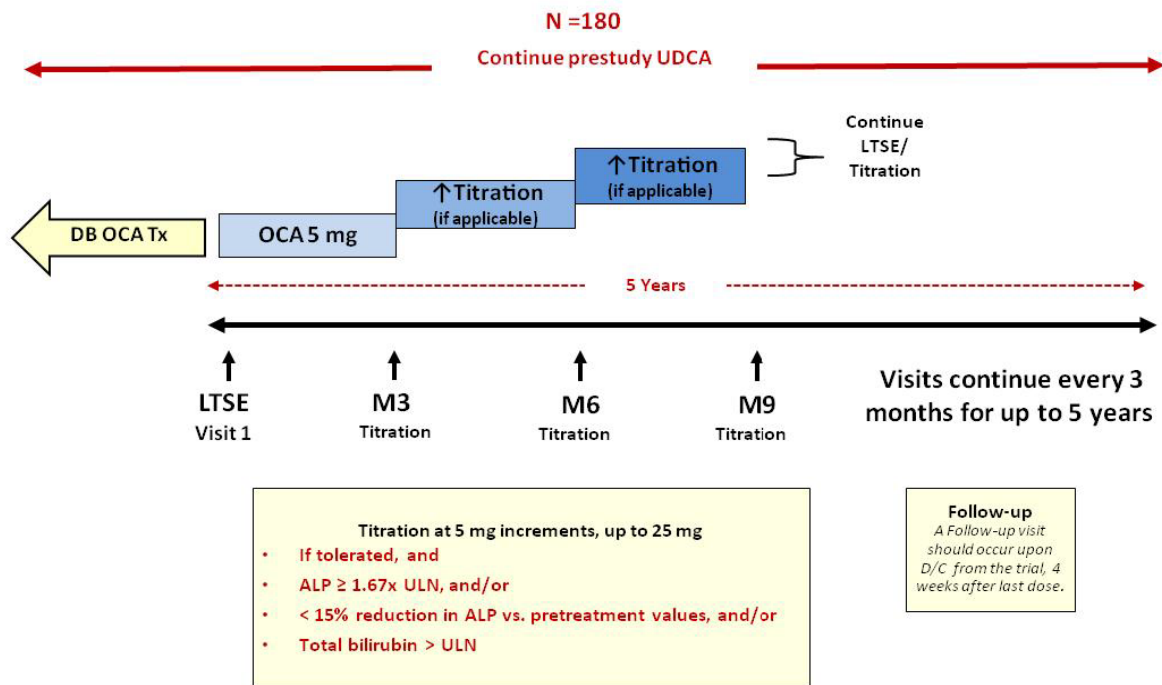 N =180
Continue prestudy UDCA
Continue
LTSE/
Titration
↑Titration
(if applicable)
↑Titration
(if applicable)
DB OCA Tx
OCA 5 mg
5 Years
LTSE
Visit 1
M3
Titration
M6
Titration
M9
Titration
Visits continue every 3
months for up to 5 years
Titration at 5 mg increments, up to 25 mg
• If tolerated, and
• ALP ≥ 1.67x ULN, and/or
• < 15% reduction in ALP vs. pretreatment values, and/or
• Total bilirubin > ULN
Follow-up
A Follow-up visit
should occur upon
D/C from the trial, 4
weeks after last dose.